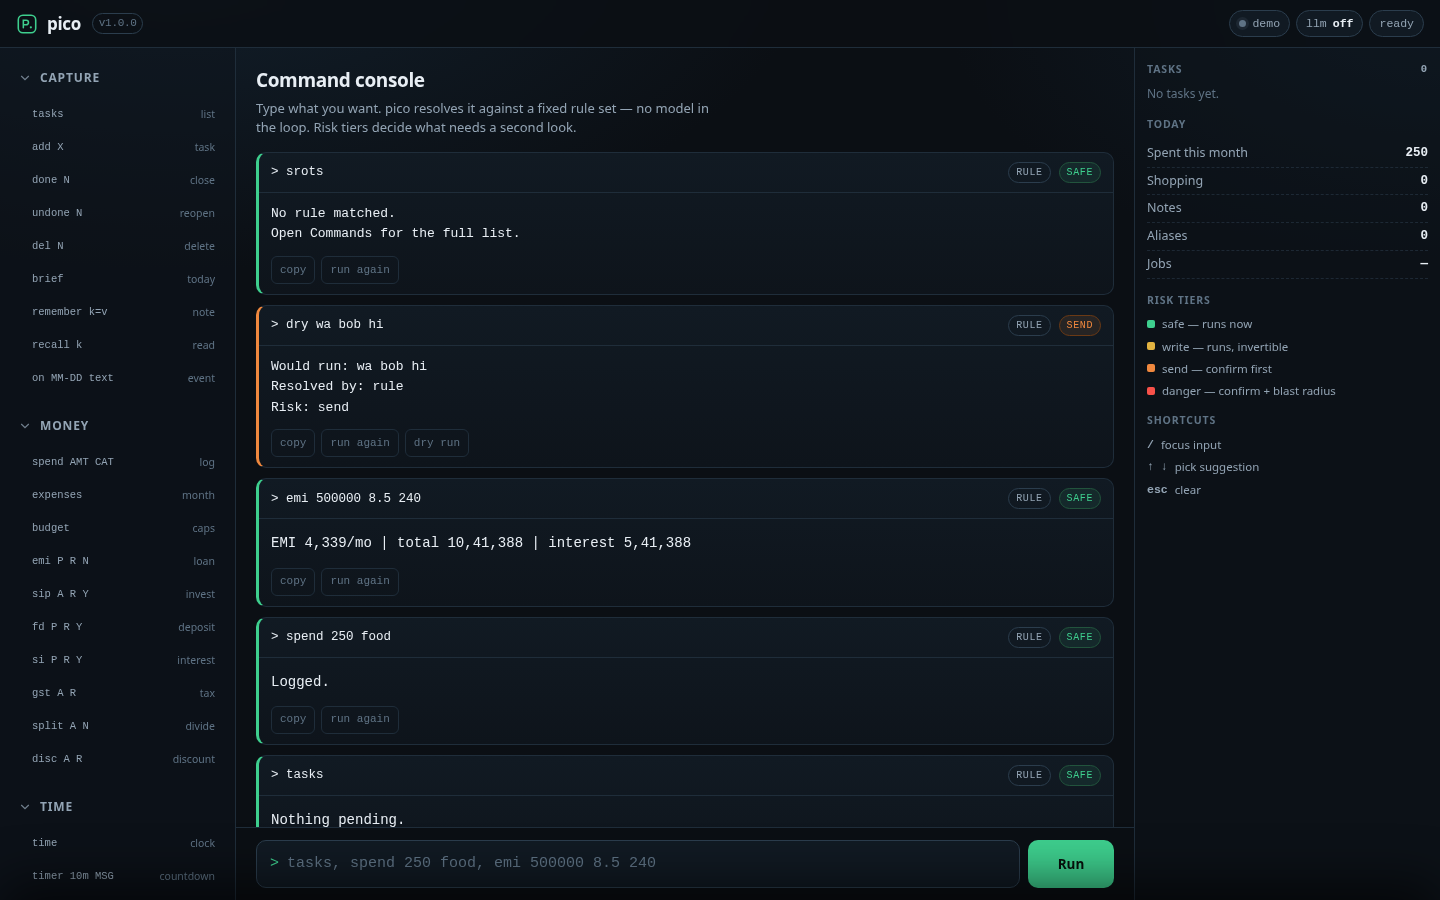 pico v1.0.0
demo llm off ready
CAPTURE
tasks list
add X task
done N close
undone N reopen
del N delete
brief today
remember k=v note
recall k read
on MM-DD text event
MONEY
spend AMT CAT log
expenses month
budget caps
emi P R N loan
sip A R Y invest
fd P R Y deposit
si P R Y interest
gst A R tax
split A N divide
disc A R discount
TIME
time clock
timer 10m MSG countdown
Command console
Type what you want. pico resolves it against a fixed rule set — no model in
the loop. Risk tiers decide what needs a second look.
> srots RULE SAFE
No rule matched.
Open Commands for the full list.
copy run again
> dry wa bob hi RULE SEND
Would run: wa bob hi
Resolved by: rule
Risk: send
copy run again dry run
> emi 500000 8.5 240 RULE SAFE
EMI 4,339/mo | total 10,41,388 | interest 5,41,388
copy run again
> spend 250 food RULE SAFE
Logged.
copy run again
> tasks RULE SAFE
Nothing pending.
> tasks, spend 250 food, emi 500000 8.5 240
Run
TASKS 0
No tasks yet.
TODAY
Spent this month 250
Shopping 0
Notes 0
Aliases 0
Jobs —
RISK TIERS
safe — runs now
write — runs, invertible
send — confirm first
danger — confirm + blast radius
SHORTCUTS
/ focus input
↑ ↓ pick suggestion
esc clear